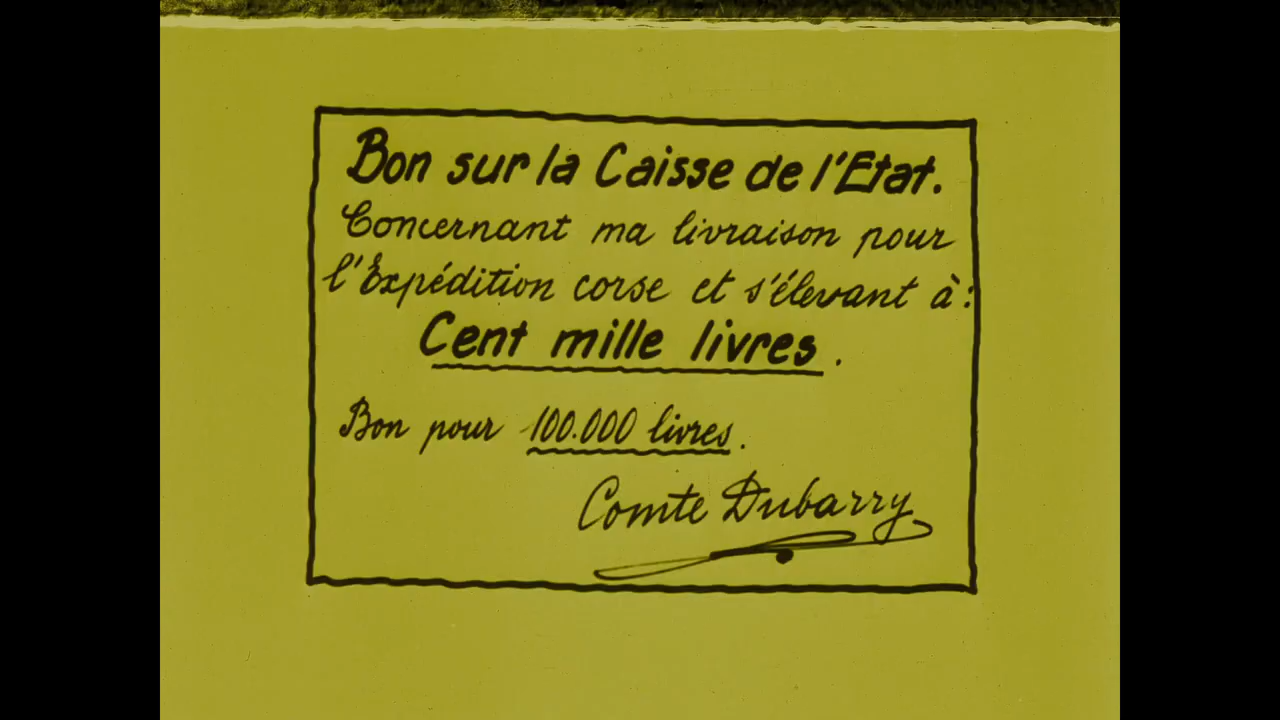 Bon sur la Caisse de l'Etat.
Concernant ma livraison pour
l'Expédition corse et s'élevant à:
Cent mille livres.
Bon pour 100.000 livres.
Comte Dubarry